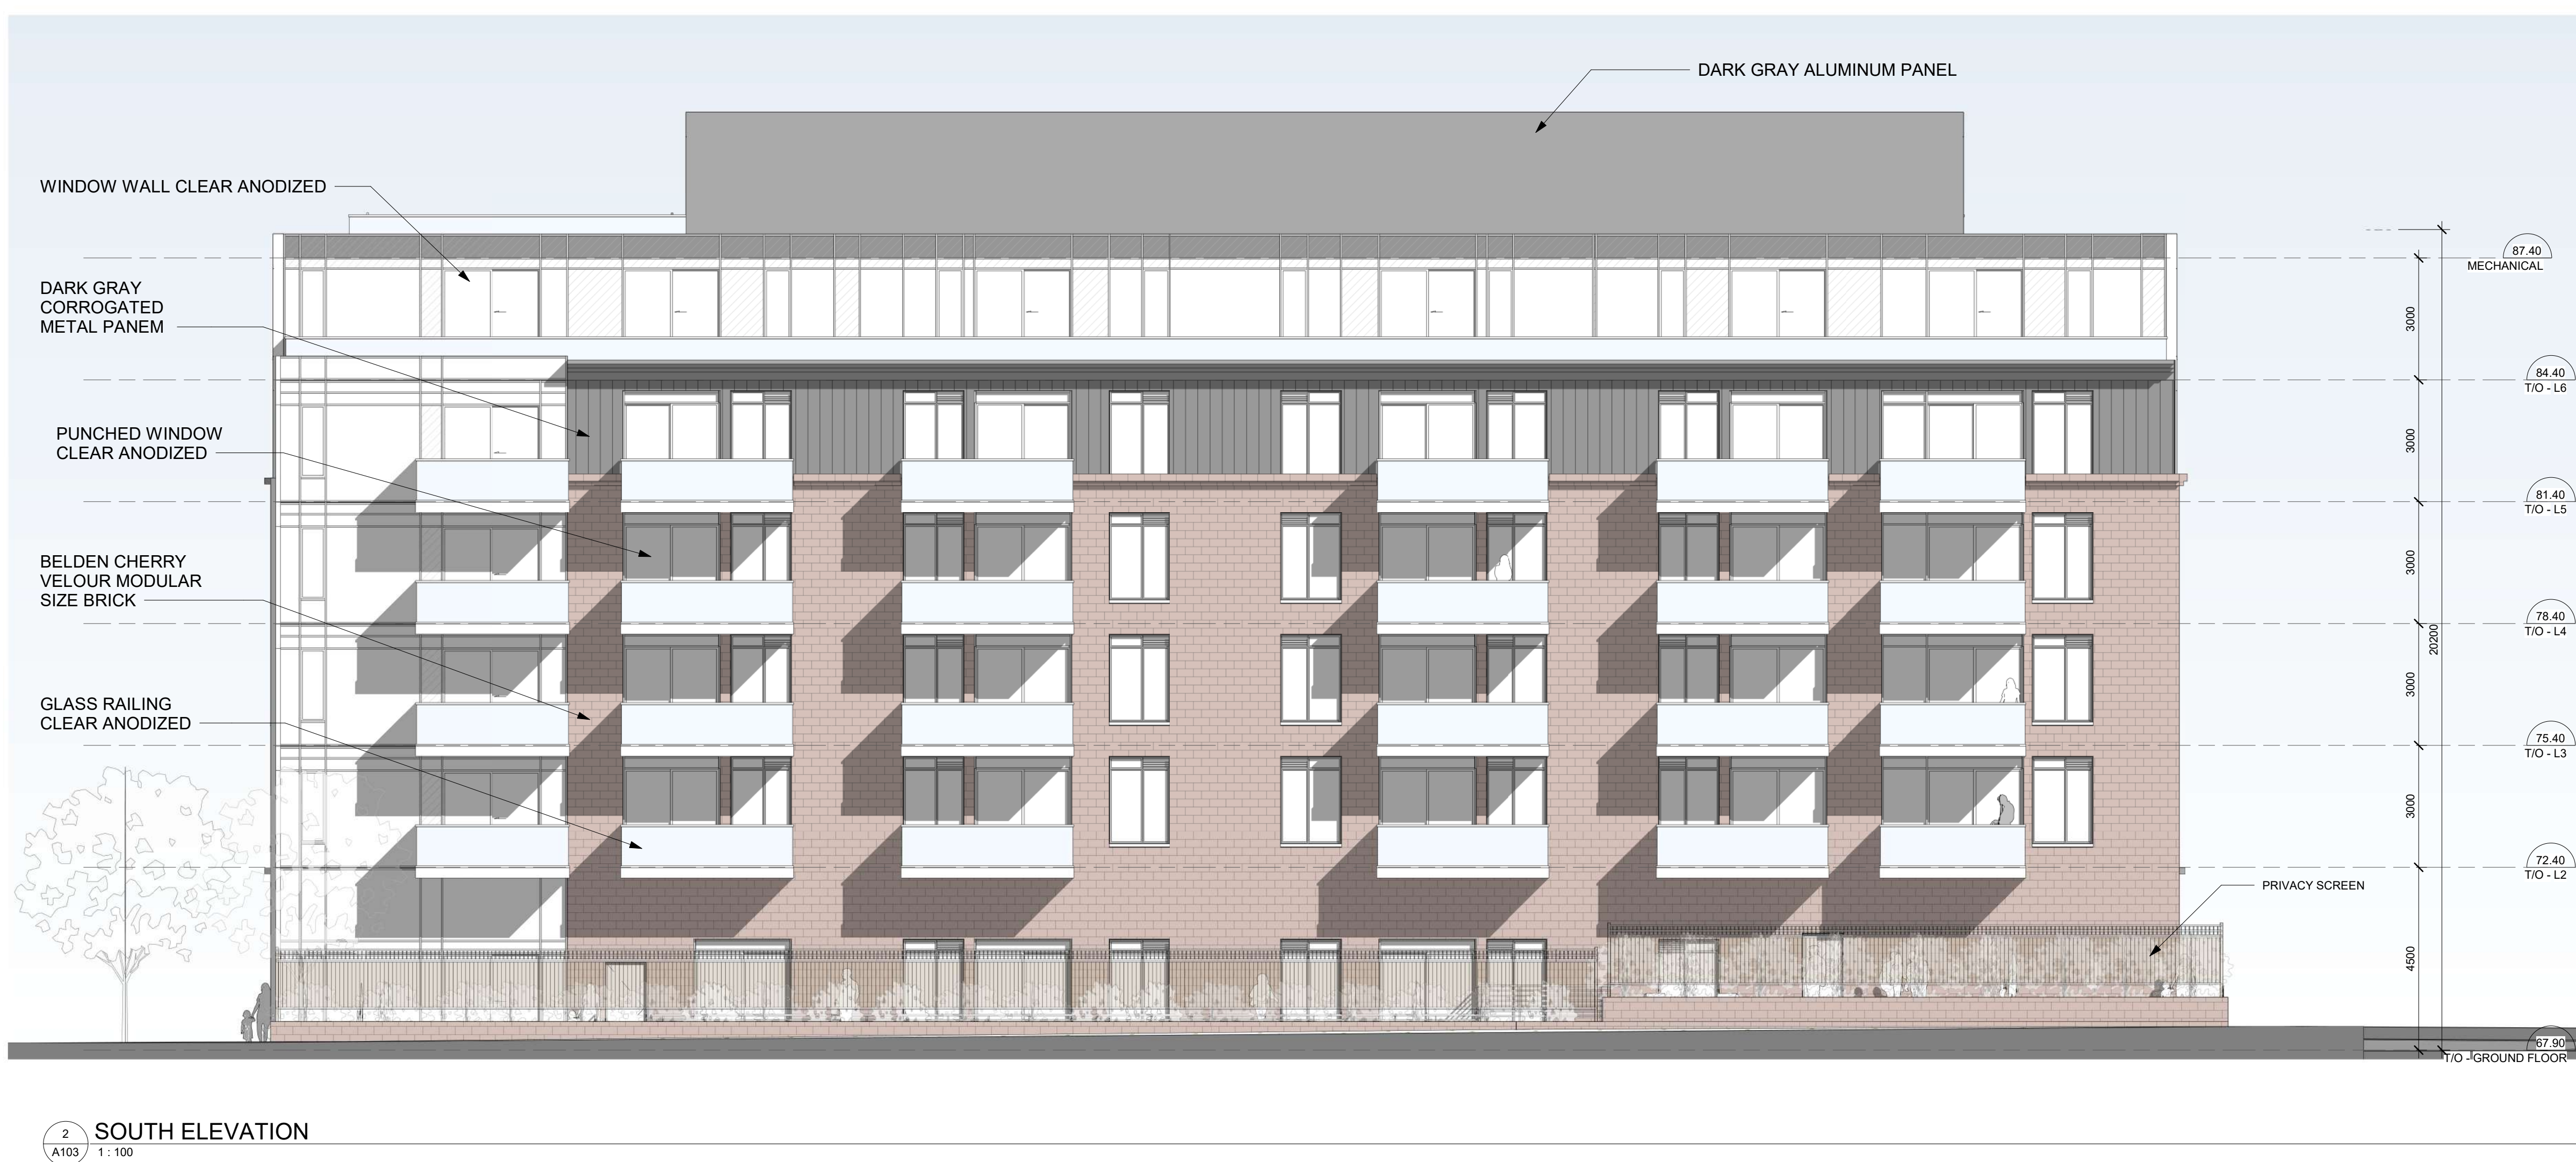 DARK GRAY ALUMINUM PANEL
WINDOW WALL CLEAR ANODIZED
DARK GRAY
CORROGATED
METAL PANEM
PUNCHED WINDOW
CLEAR ANODIZED
BELDEN CHERRY
VELOUR MODULAR
SIZE BRICK
GLASS RAILING
CLEAR ANODIZED
87.40
MECHANICAL
3000
84.40
T/O - L6
3000
81.40
T/O - L5
3000
78.40
T/O - L4
20200
3000
75.40
T/O - L3
3000
72.40
T/O - L2
PRIVACY SCREEN
4500
67.90
T/O - GROUND FLOOR
2
A103
SOUTH ELEVATION
1 : 100